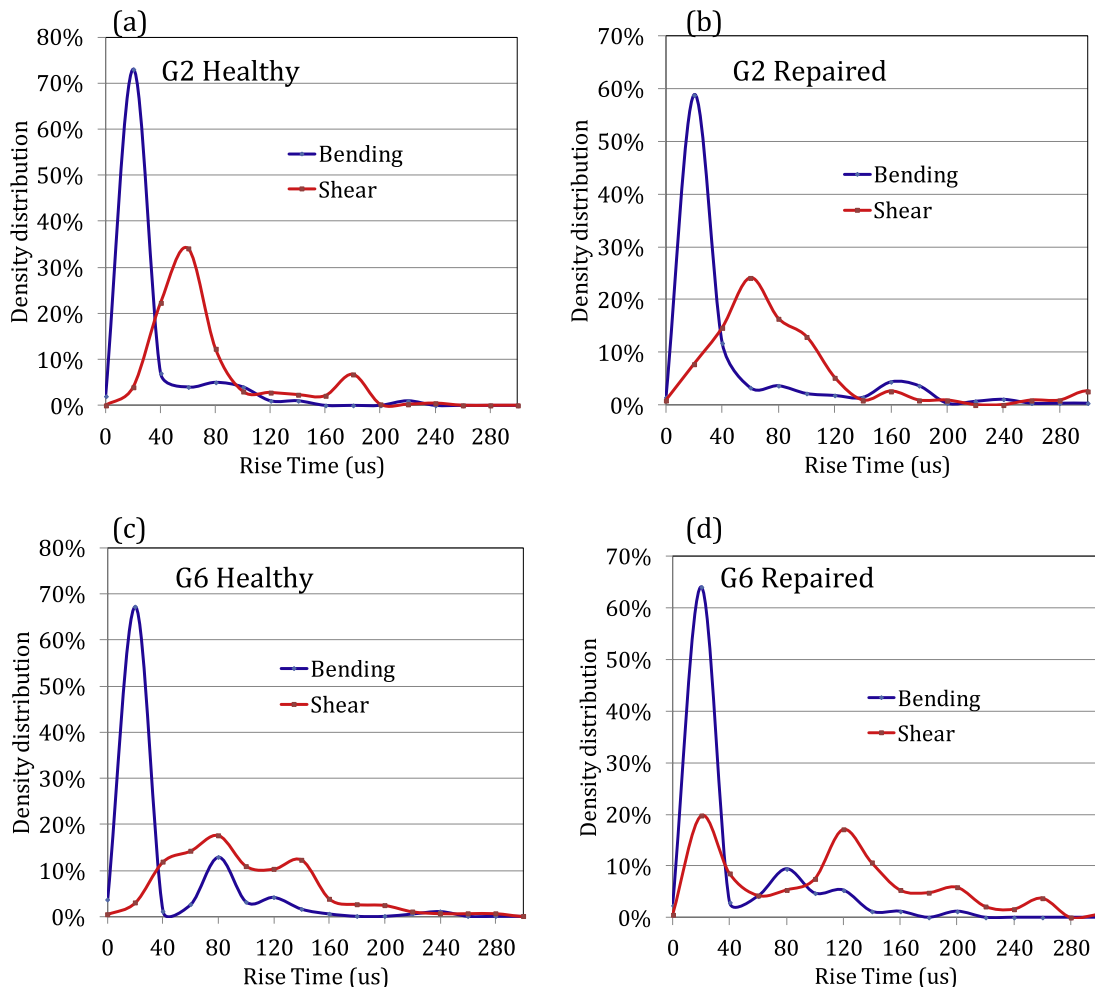 (a)
80%
70%
60%
50%
40%
30%
20%
10%
0%
Density distribution
G2 Healthy
Bending
Shear
0 40 80 120 160 200 240 280
Rise Time (us)
(b)
70%
60%
50%
40%
30%
20%
10%
0%
Density distribution
G2 Repaired
Bending
Shear
0 40 80 120 160 200 240 280
Rise Time (us)
(c)
80%
70%
60%
50%
40%
30%
20%
10%
0%
Density distribution
G6 Healthy
Bending
Shear
0 40 80 120 160 200 240 280
Rise Time (us)
(d)
70%
60%
50%
40%
30%
20%
10%
0%
Density distribution
G6 Repaired
Bending
Shear
0 40 80 120 160 200 240 280
Rise Time (us)